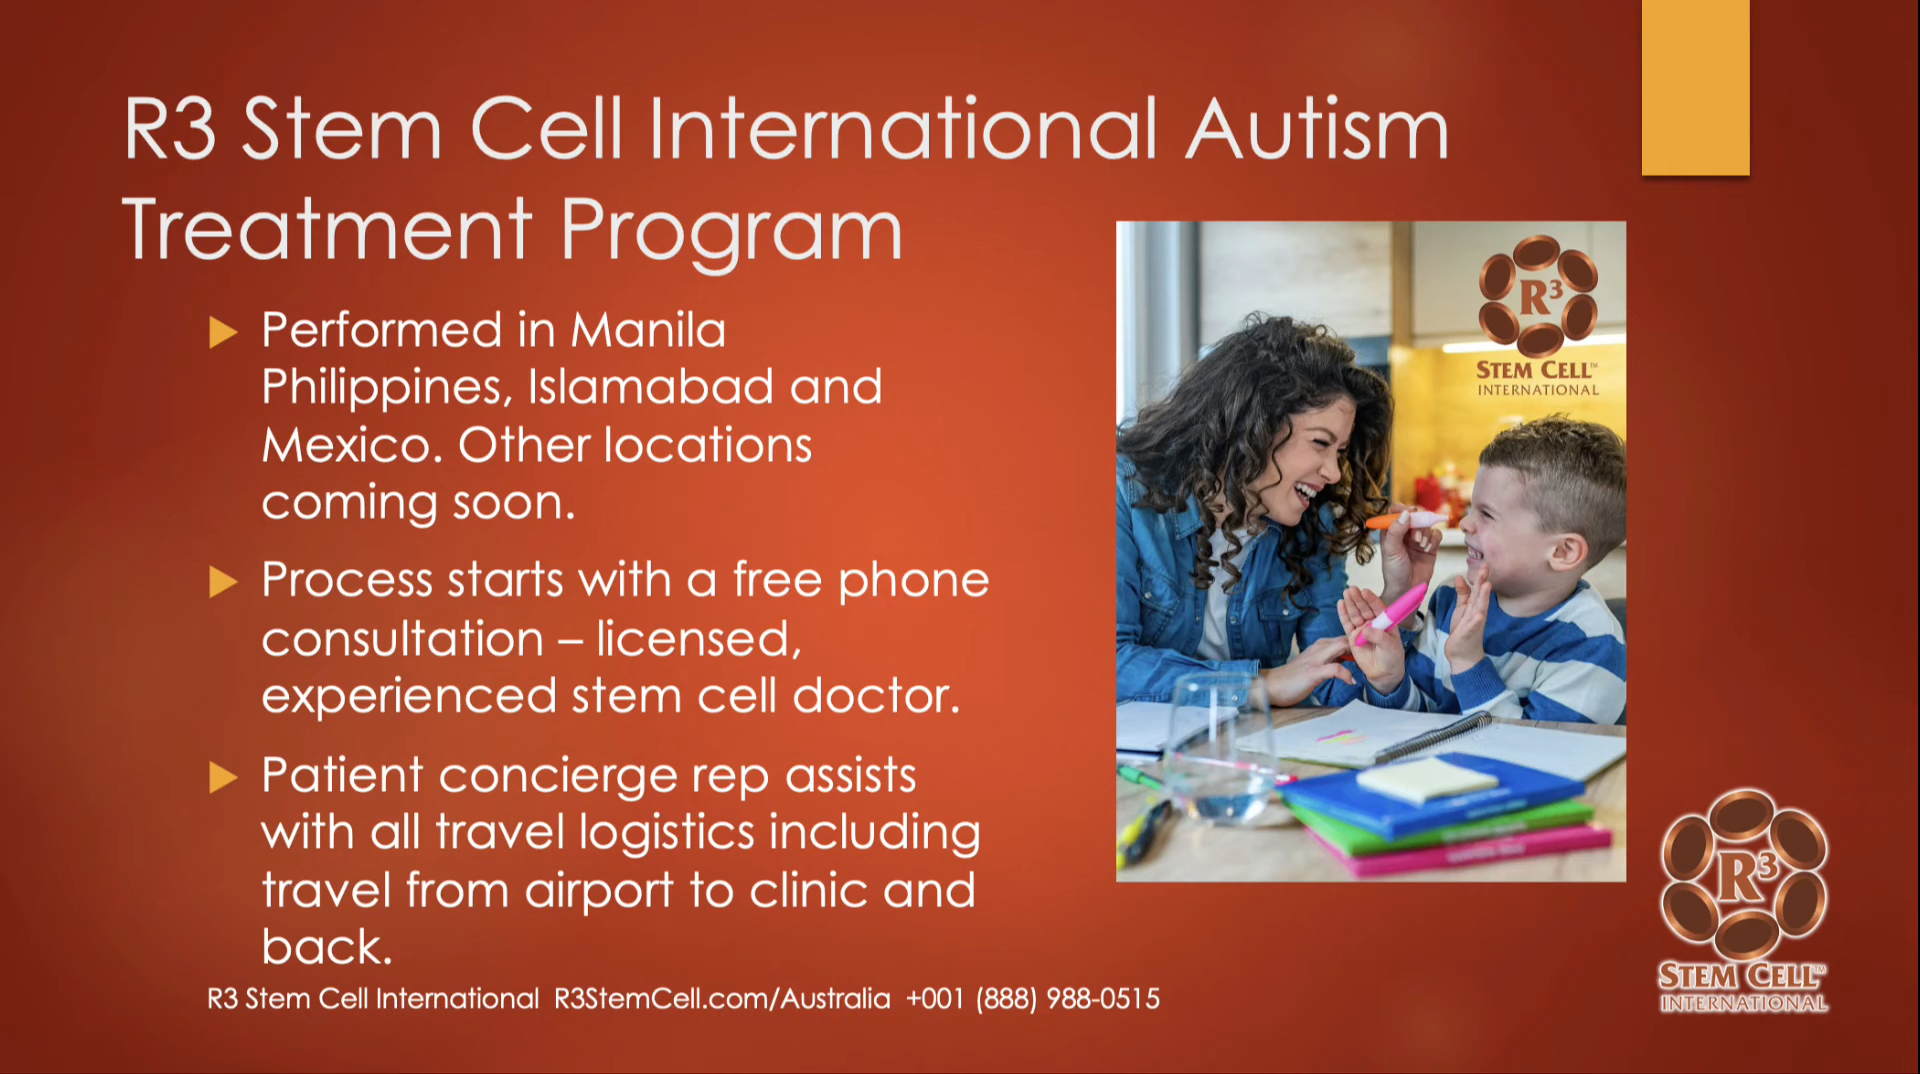 R3 Stem Cell International Autism
Treatment Program
Performed in Manila
Philippines, Islamabad and
Mexico. Other locations
coming soon.
Process starts with a free phone
consultation – licensed,
experienced stem cell doctor.
Patient concierge rep assists
with all travel logistics including
travel from airport to clinic and
back.
R3 Stem Cell International R3StemCell.com/Australia +001 (888) 988-0515
R3
STEM CELL™
INTERNATIONAL
R3
STEM CELL™
INTERNATIONAL